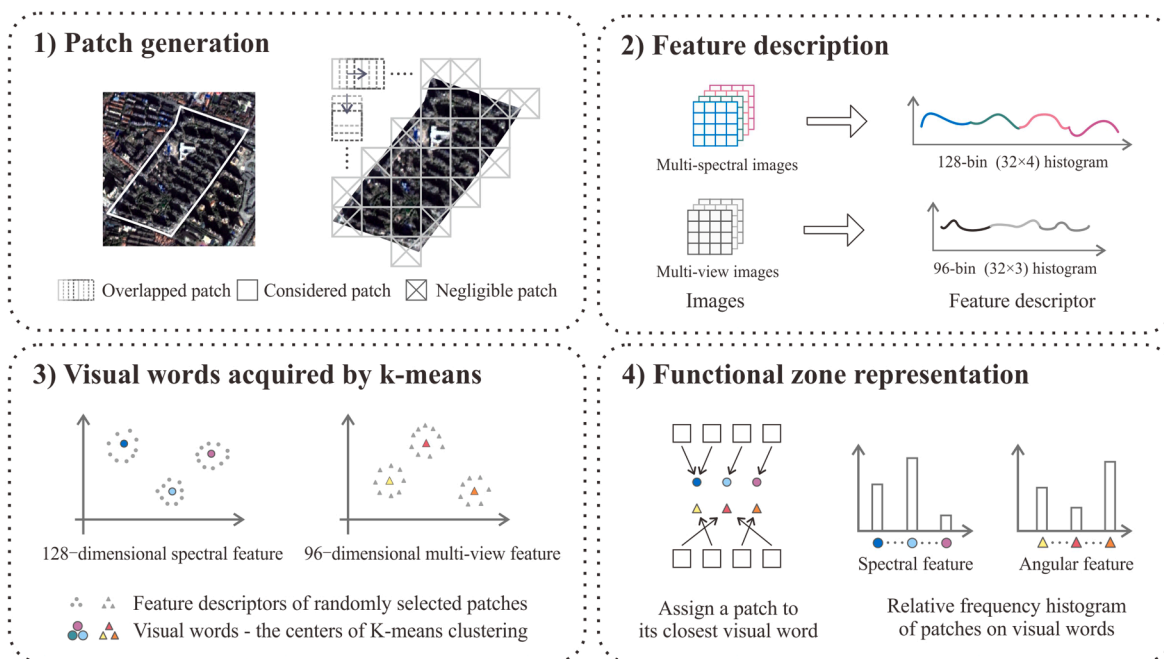 1) Patch generation
Overlapped patch
Considered patch
Negligible patch
2) Feature description
Multi-spectral images
128-bin (32×4) histogram
Multi-view images
96-bin (32×3) histogram
Images
Feature descriptor
3) Visual words acquired by k-means
128−dimensional spectral feature
96−dimensional multi-view feature
Feature descriptors of randomly selected patches
Visual words - the centers of K-means clustering
4) Functional zone representation
Assign a patch to
its closest visual word
Spectral feature
Angular feature
Relative frequency histogram
of patches on visual words